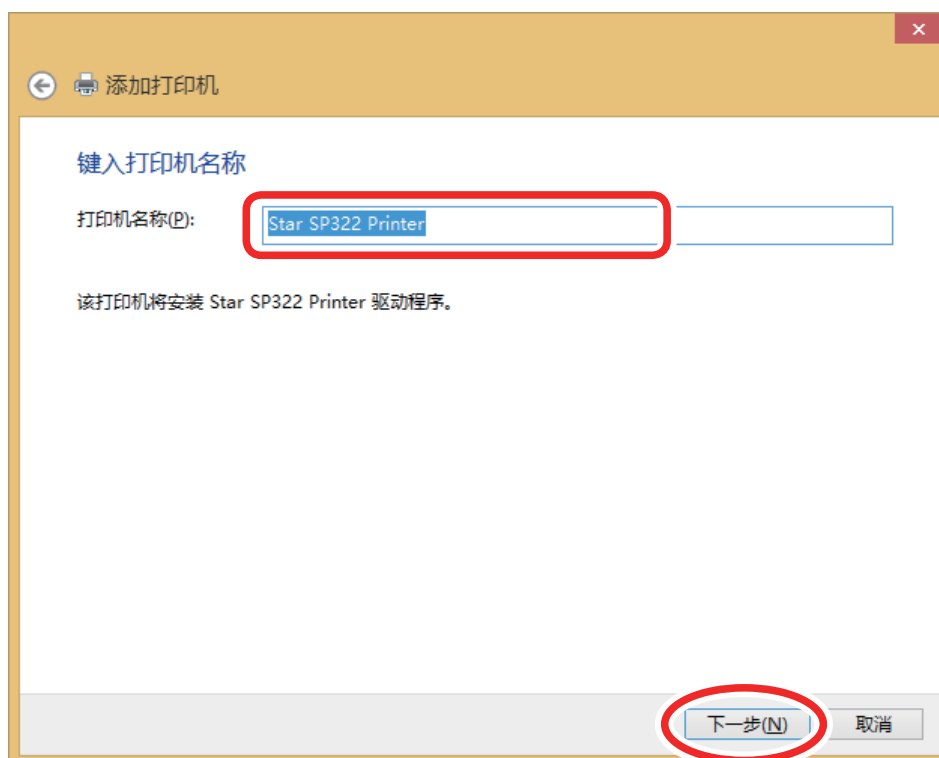 添加打印机
键入打印机名称
打印机名称(P):
Star SP322 Printer
该打印机将安装 Star SP322 Printer 驱动程序。
下一步(N)
取消